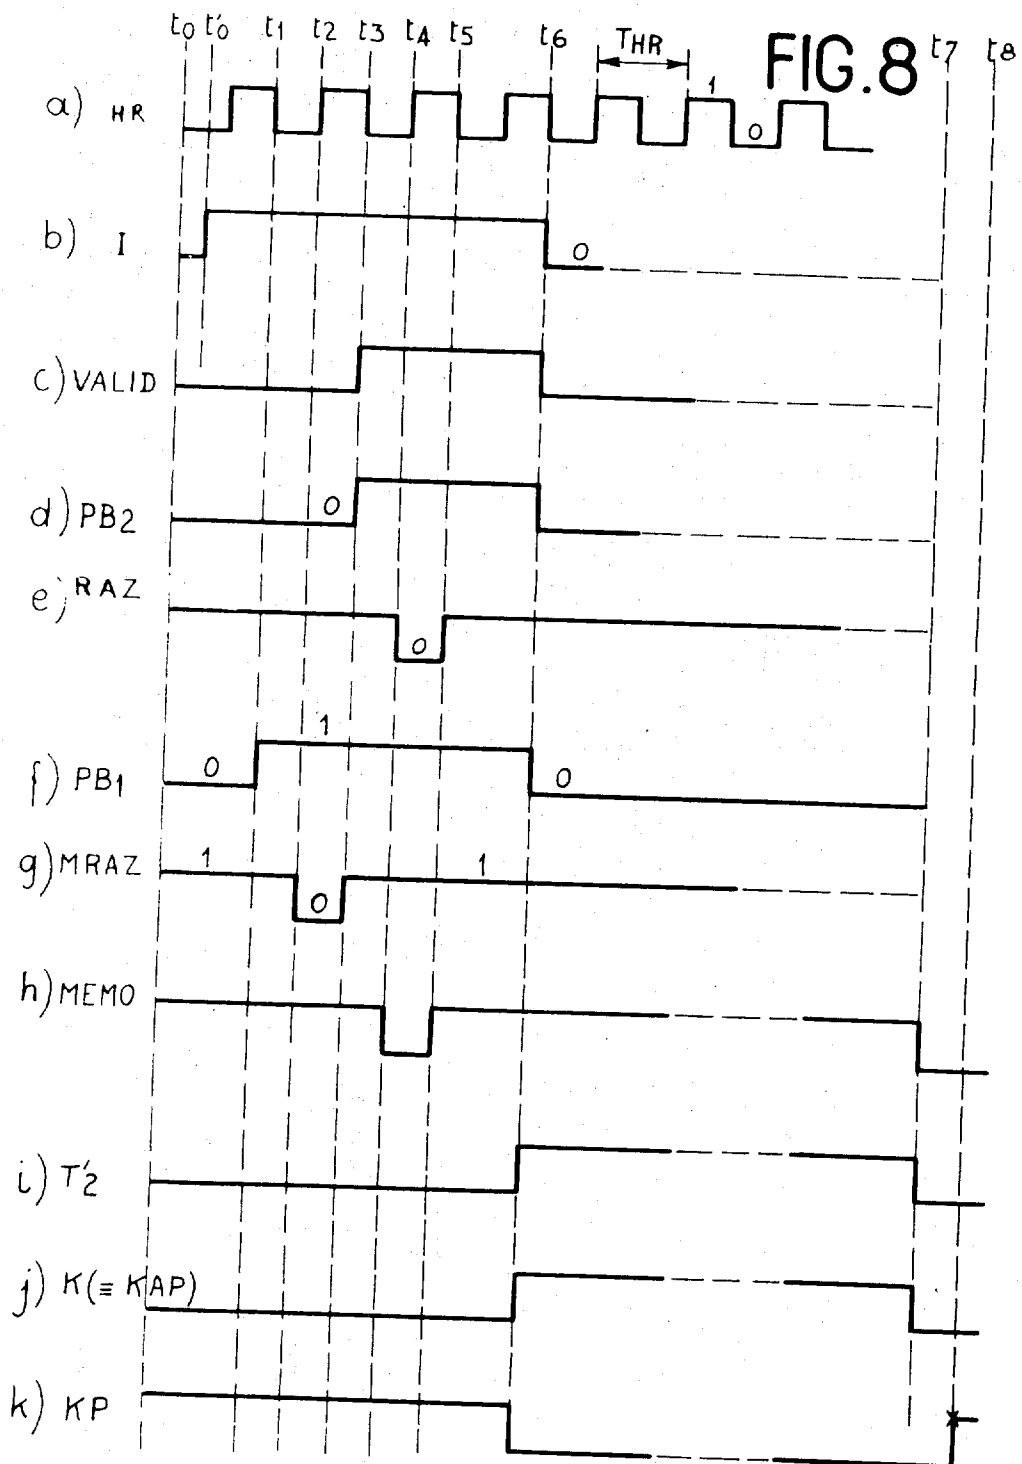 t0 t'0 t1 t2 t3 t4 t5 t6 THR FIG.8 t7 t8
a) HR 1 0
b) I 0
c) VALID
d) PB2 0
e) RAZ 0
f) PB1 0 1 0
g) MRAZ 1 0 1
h) MEMO
i) T'2
j) K(≡ KAP)
k) KP